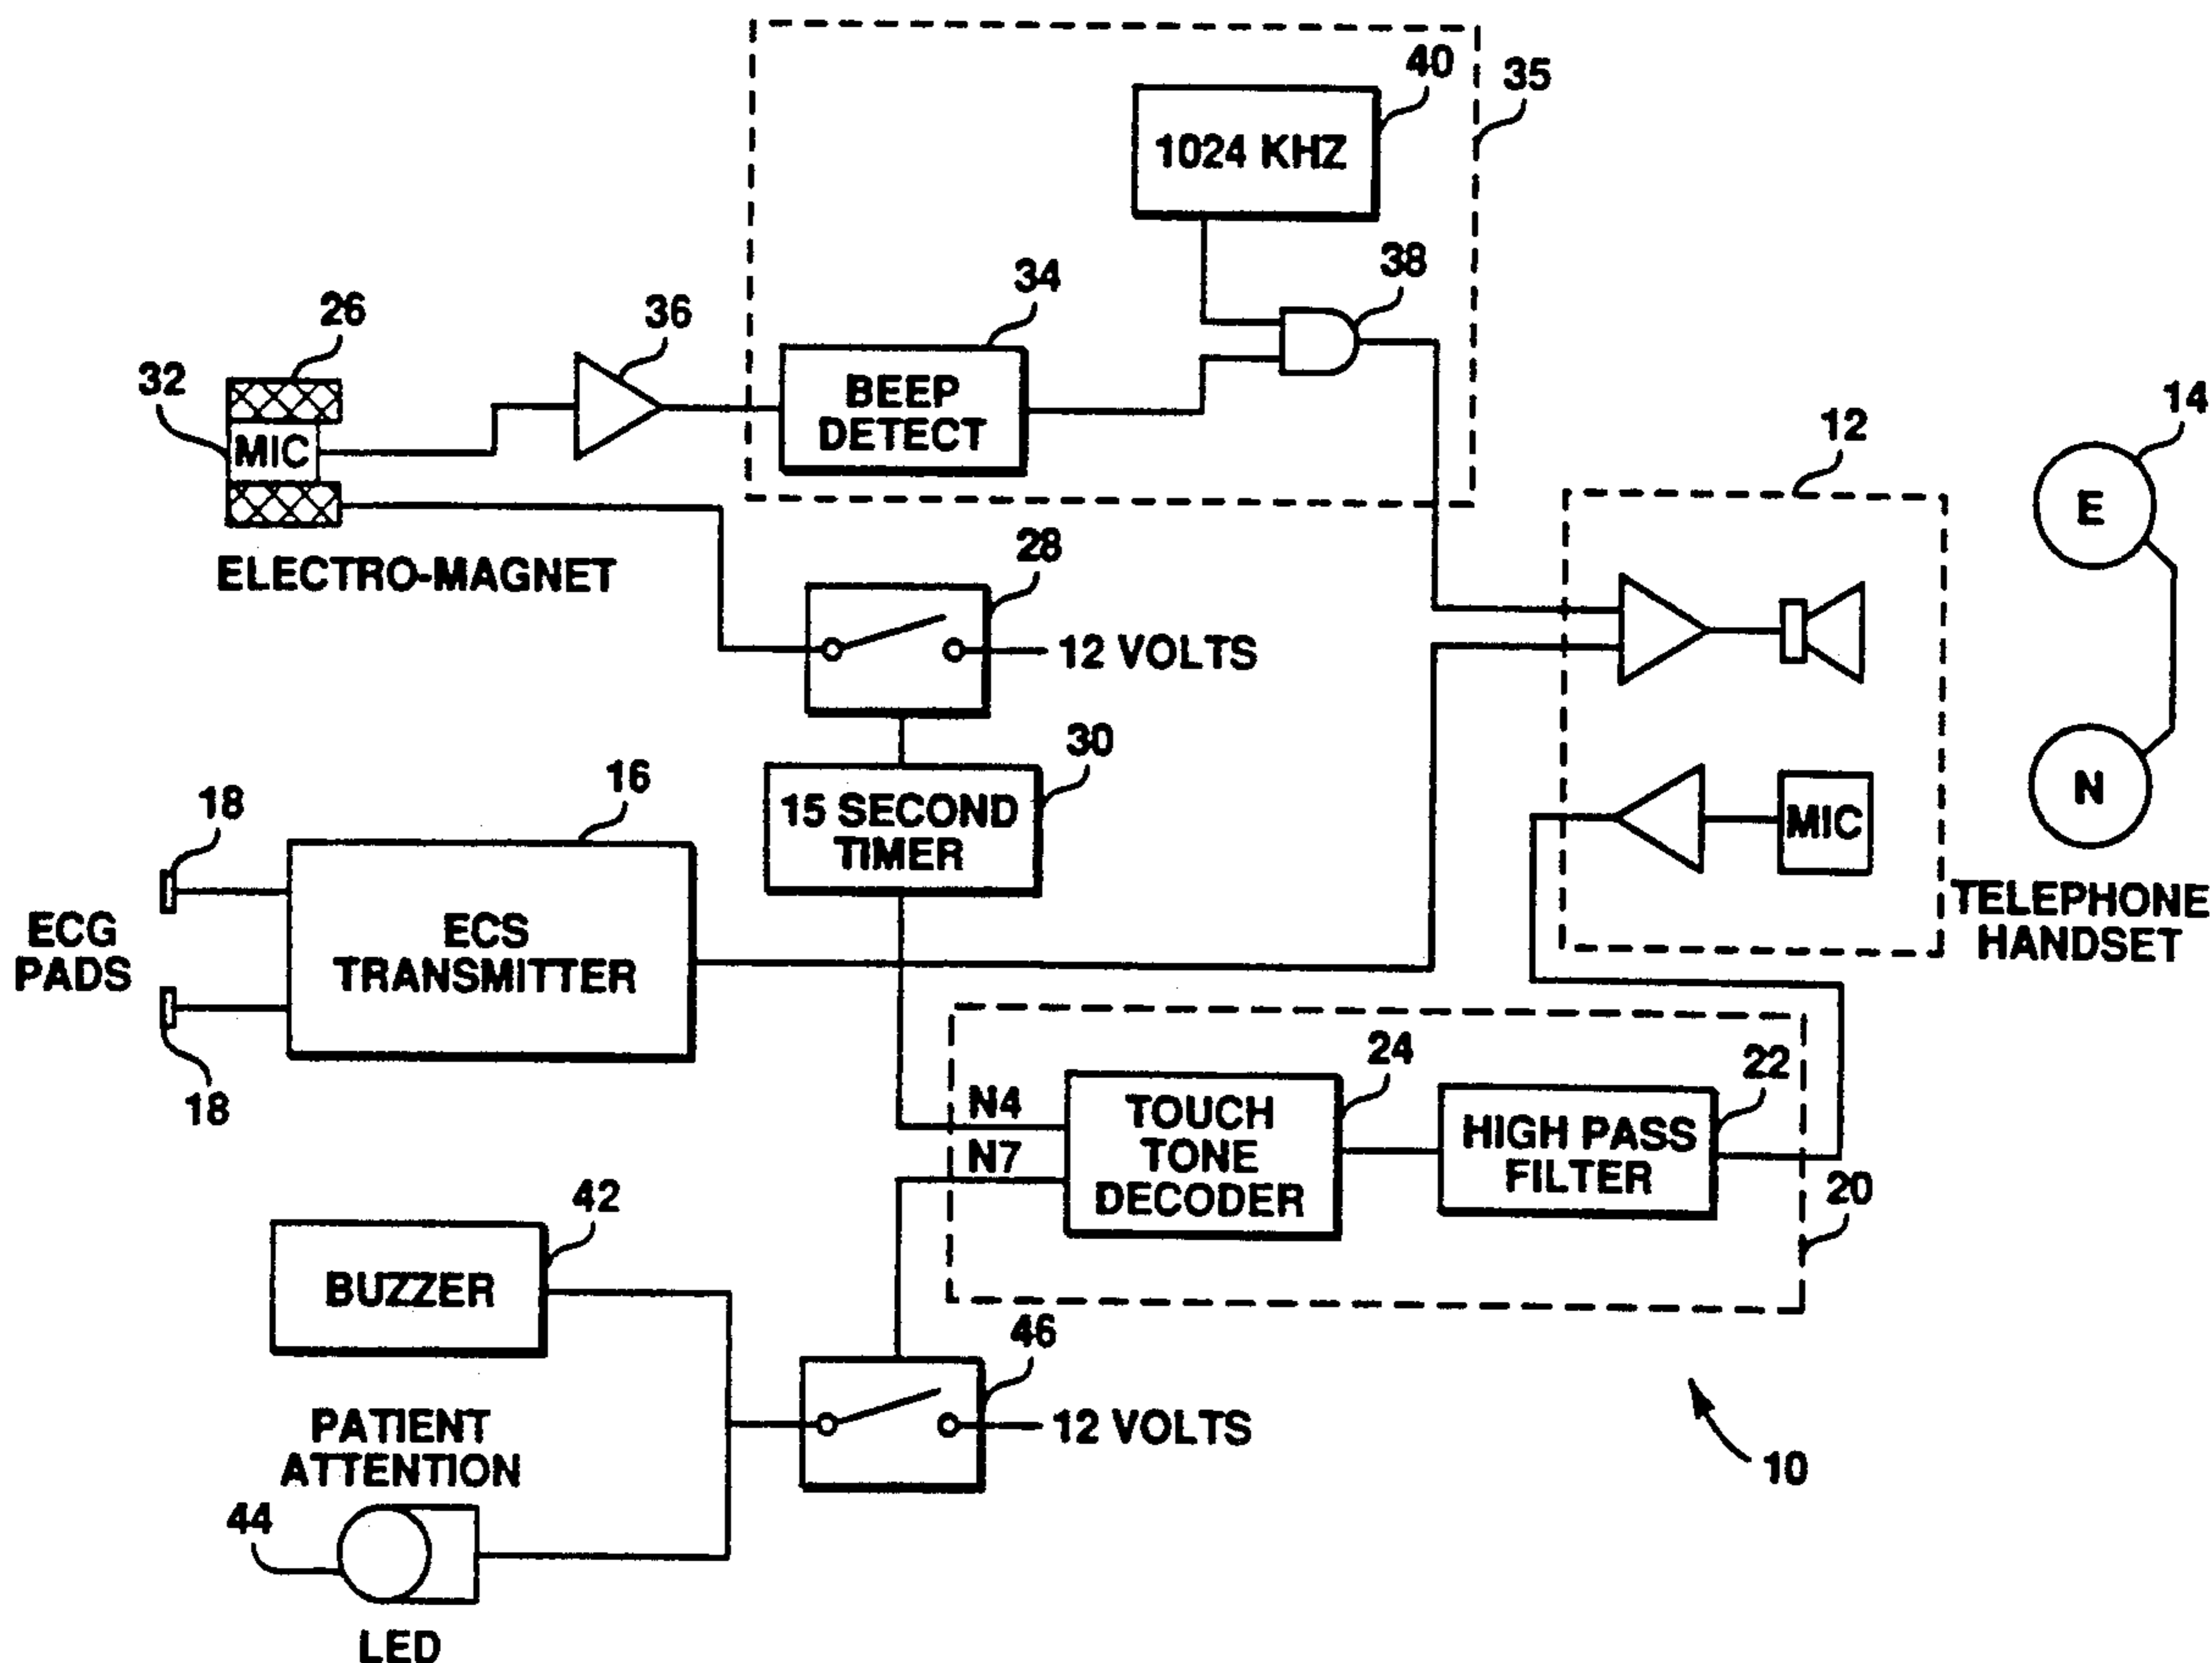 40
35
1024 KHZ
38
34
36
26
32
MIC
BEEP
DETECT
14
12
E
28
ELECTRO-MAGNET
12 VOLTS
30
16
18
15 SECOND
TIMER
MIC
N
ECG
PADS
ECS
TRANSMITTER
TELEPHONE
HANDSET
18
24
22
N4
N7
TOUCH
TONE
DECODER
HIGH PASS
FILTER
20
42
BUZZER
46
12 VOLTS
PATIENT
ATTENTION
10
44
LED